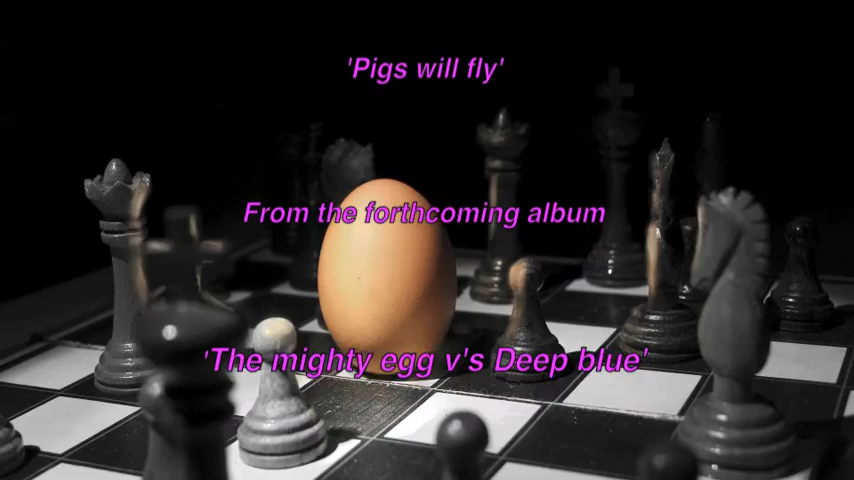 'Pigs will fly'
From the forthcoming album
'The mighty egg v's Deep blue'